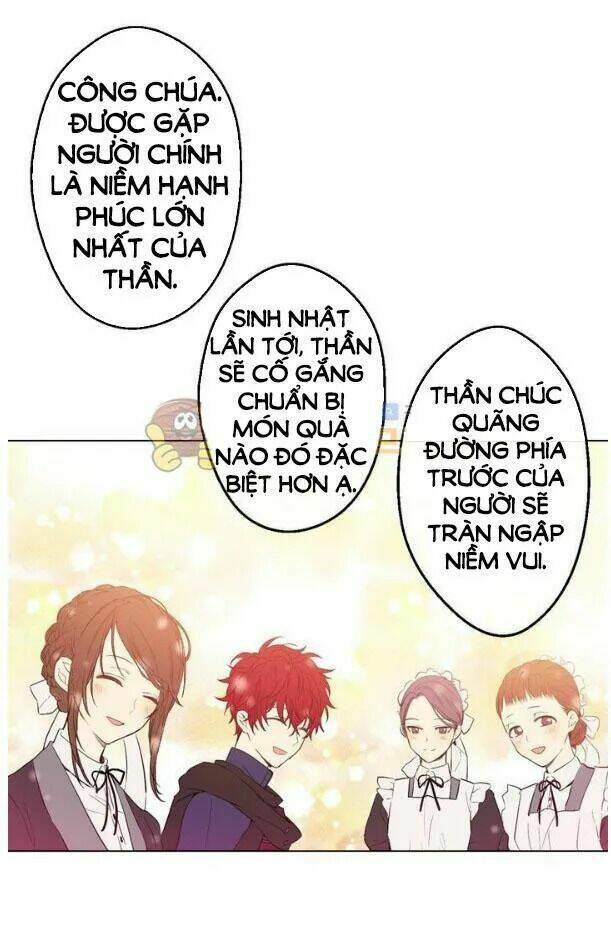 CÔNG CHÚA.
ĐƯỢC GẶP
NGƯỜI CHÍNH
LÀ NIỀM HẠNH
PHÚC LỚN
NHẤT CỦA
THẦN.
SINH NHẬT
LẦN TỚI, THẦN
SẼ CỐ GẮNG
CHUẨN BỊ
MÓN QUÀ
NÀO ĐÓ ĐẶC
BIỆT HƠN Ạ.
THẦN CHÚC
QUÃNG
ĐƯỜNG PHÍA
TRƯỚC CỦA
NGƯỜI SẼ
TRÀN NGẬP
NIỀM VUI.